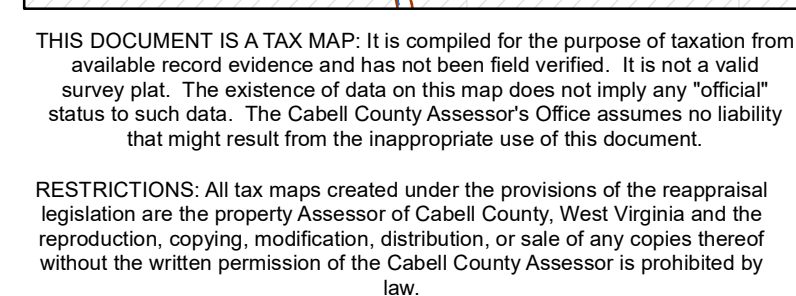 THIS DOCUMENT IS A TAX MAP: It is compiled for the purpose of taxation from
available record evidence and has not been field verified.  It is not a valid
survey plat.  The existence of data on this map does not imply any "official"
status to such data.  The Cabell County Assessor's Office assumes no liability
that might result from the inappropriate use of this document.
RESTRICTIONS: All tax maps created under the provisions of the reappraisal
legislation are the property Assessor of Cabell County, West Virginia and the
reproduction, copying, modification, distribution, or sale of any copies thereof
without the written permission of the Cabell County Assessor is prohibited by
law.